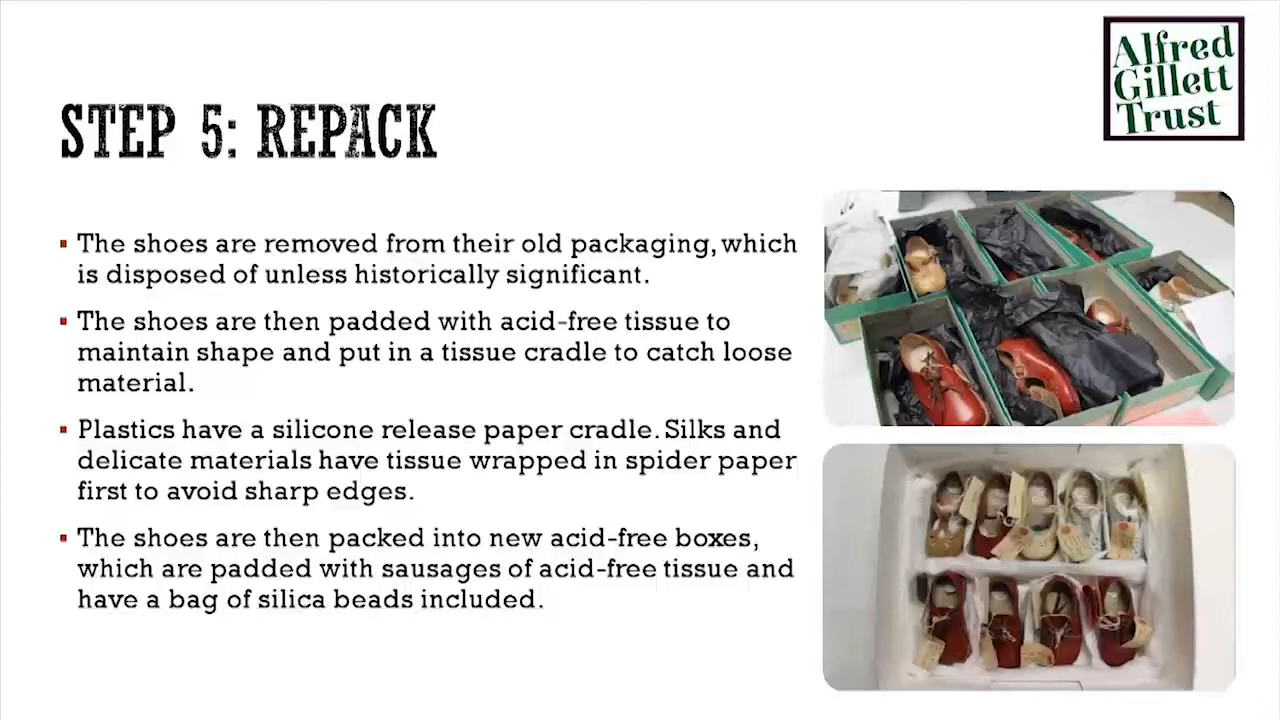 Alfred
Gillett
Trust
STEP 5: REPACK
The shoes are removed from their old packaging, which
is disposed of unless historically significant.
The shoes are then padded with acid-free tissue to
maintain shape and put in a tissue cradle to catch loose
material.
Plastics have a silicone release paper cradle. Silks and
delicate materials have tissue wrapped in spider paper
first to avoid sharp edges.
The shoes are then packed into new acid-free boxes,
which are padded with sausages of acid-free tissue and
have a bag of silica beads included.